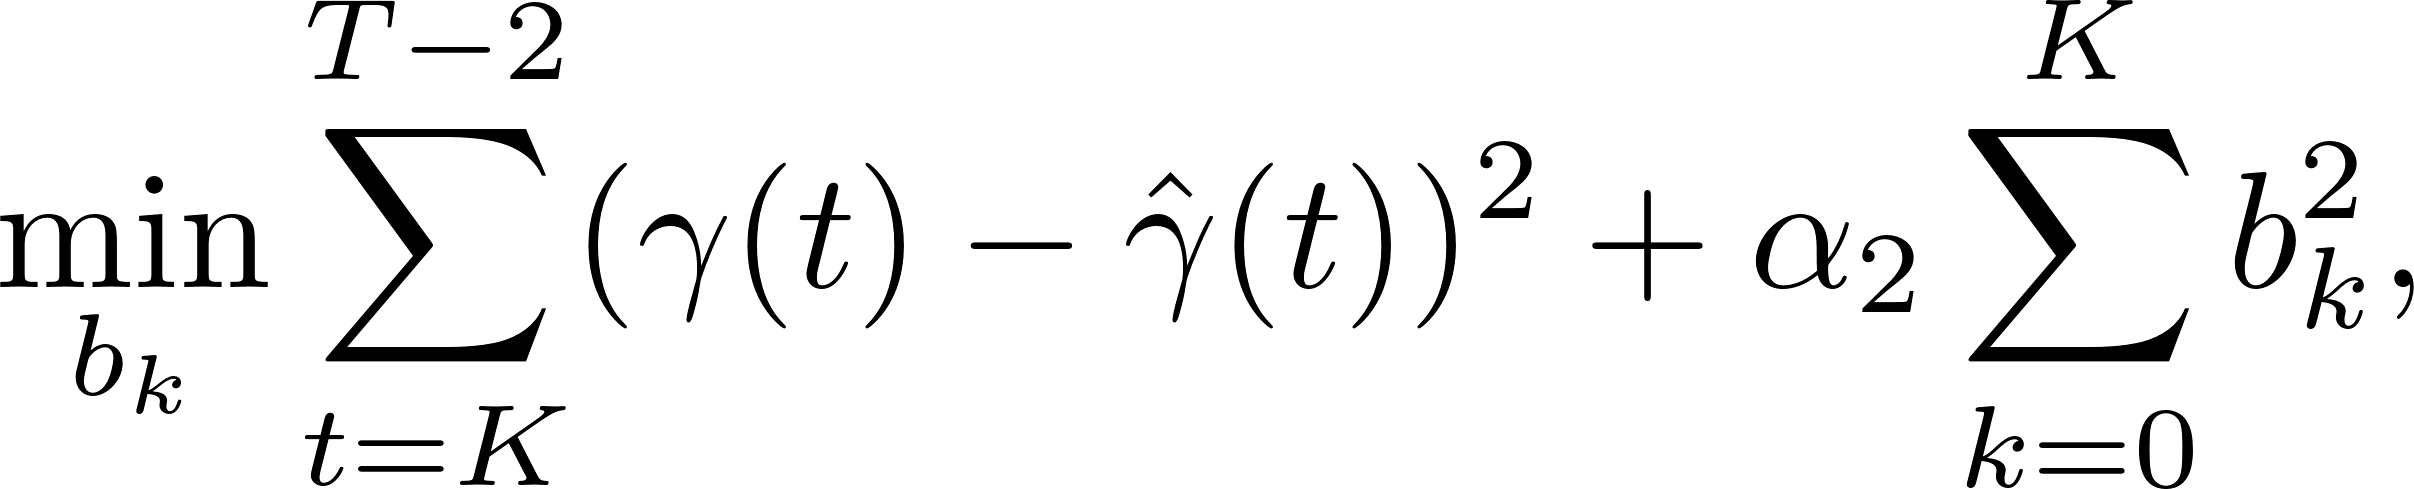 \min_{b_k} \sum_{t=K}^{T-2} (\gamma(t) - \hat{\gamma}(t))^2 + \alpha_2 \sum_{k=0}^{K} b_k^2,